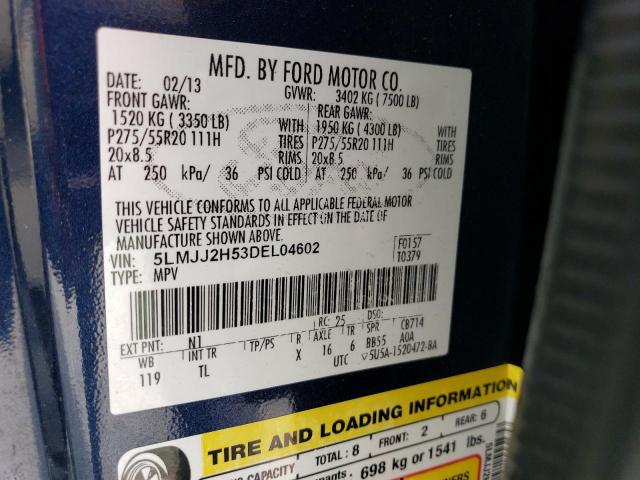 MFD. BY FORD MOTOR CO.
DATE: 02/13 GVWR: 3402 KG (7500 LB)
FRONT GAWR: REAR GAWR:
1520 KG (3350 LB) WITH 1950 KG (4300 LB) WITH
P275/55R20 111H TIRES P275/55R20 111H TIRES
20x8.5 RIMS 20x8.5 RIMS
AT 250 kPa/ 36 PSI COLD AT 250 kPa/ 36 PSI COLD
THIS VEHICLE CONFORMS TO ALL APPLICABLE FEDERAL MOTOR
VEHICLE SAFETY STANDARDS IN EFFECT ON THE DATE OF
MANUFACTURE SHOWN ABOVE.
VIN: 5LMJJ2H53DEL04602 F0157
TYPE: MPV T0379
EXT PNT: N1 RC: 25 DSO:
WB INT TR TP/PS R AXLE TR SPR CB714
119 TL X 16 6 BB55 A0A
UTC 5U5A-1520472-BA
TIRE AND LOADING INFORMATION
CAPACITY TOTAL: 8 FRONT: 2 REAR: 6
698 kg or 1541 lbs.